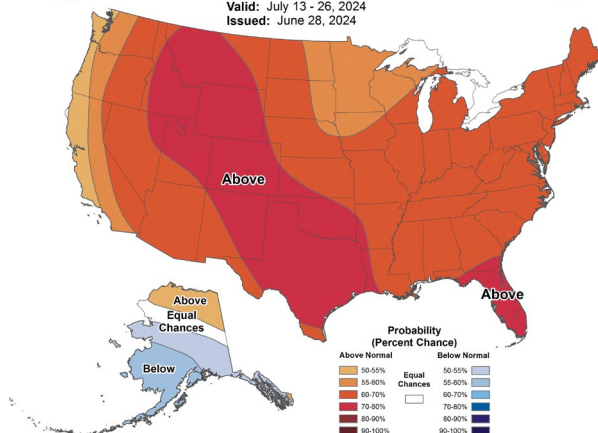 Valid: July 13 - 26, 2024
Issued: June 28, 2024
Above
Above
Above
Equal
Chances
Below
Probability
(Percent Chance)
Above Normal
50-55%
55-60%
60-70%
70-80%
80-90%
90-100%
Equal
Chances
Below Normal
50-55%
55-60%
60-70%
70-80%
80-90%
90-100%